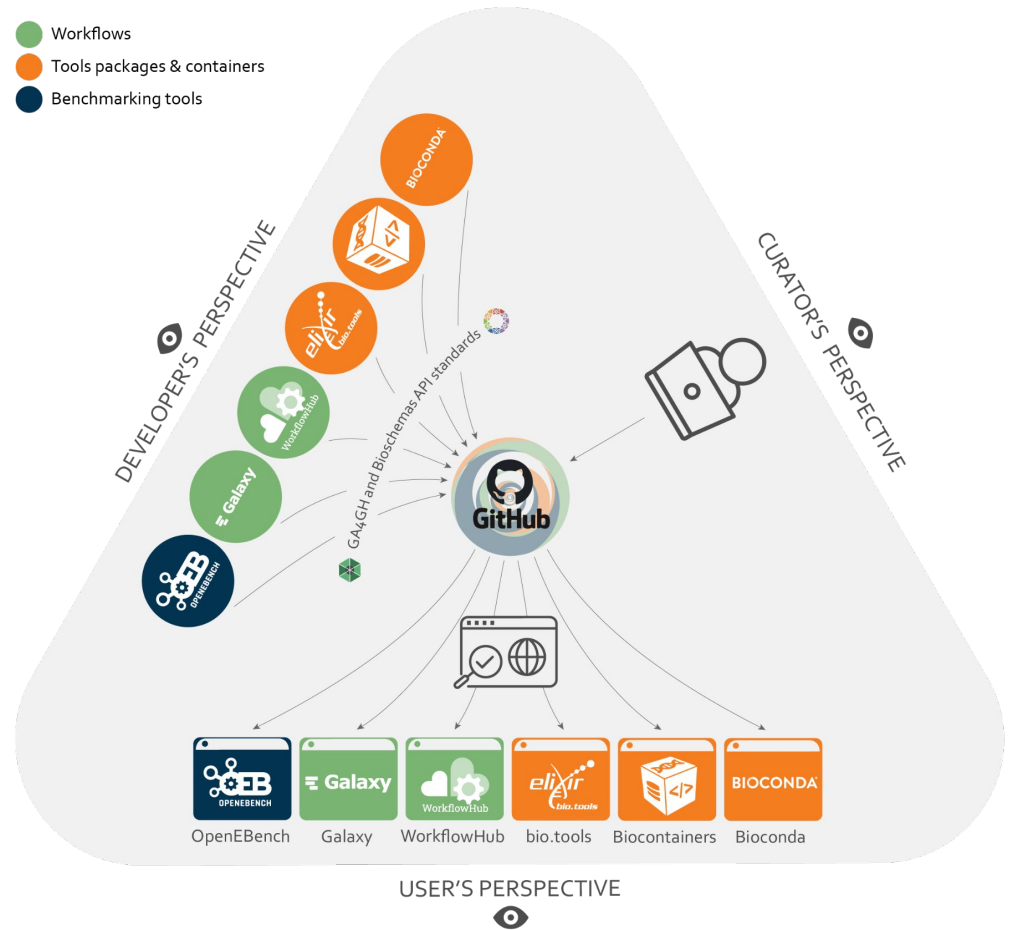 Workflows
Tools packages & containers
Benchmarking tools
BIOCONDA
</>
elixir
bio.tools
WorkflowHub
Galaxy
OEB
OPENEBENCH
DEVELOPER'S PERSPECTIVE
CURATOR'S PERSPECTIVE
GA4GH and Bioschemas API standards
GitHub
OEB
OPENEBENCH
Galaxy
WorkflowHub
elixir
bio.tools
</>
BIOCONDA
OpenEBench
Galaxy
WorkflowHub
bio.tools
Biocontainers
Bioconda
USER'S PERSPECTIVE